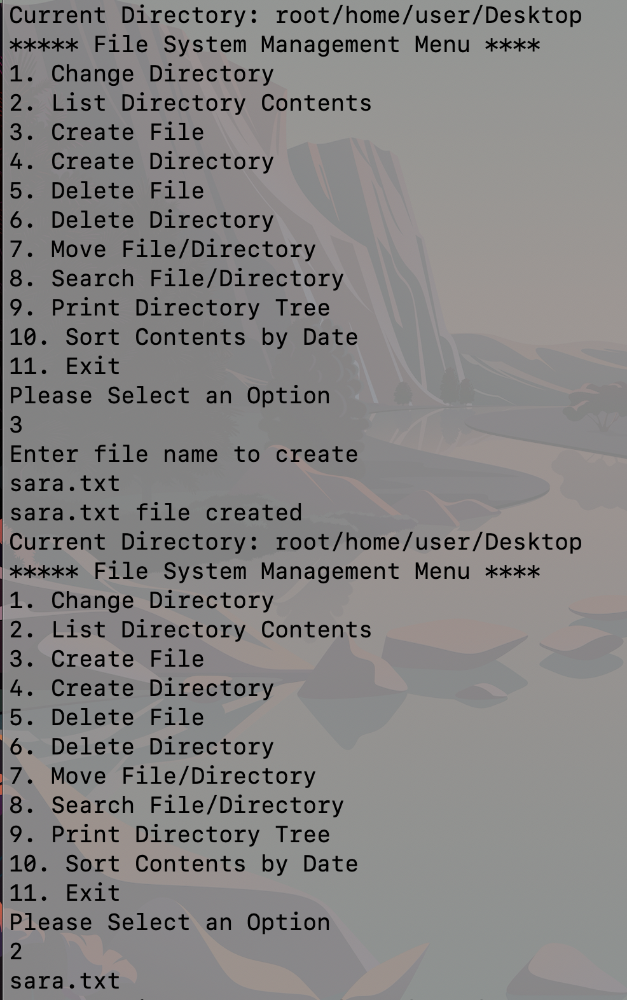 Current Directory: root/home/user/Desktop
***** File System Management Menu ****
1. Change Directory
2. List Directory Contents
3. Create File
4. Create Directory
5. Delete File
6. Delete Directory
7. Move File/Directory
8. Search File/Directory
9. Print Directory Tree
10. Sort Contents by Date
11. Exit
Please Select an Option
3
Enter file name to create
sara.txt
sara.txt file created
Current Directory: root/home/user/Desktop
***** File System Management Menu ****
1. Change Directory
2. List Directory Contents
3. Create File
4. Create Directory
5. Delete File
6. Delete Directory
7. Move File/Directory
8. Search File/Directory
9. Print Directory Tree
10. Sort Contents by Date
11. Exit
Please Select an Option
2
sara.txt